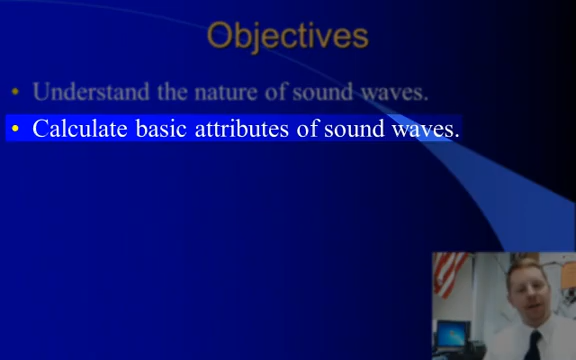 Objectives
• Understand the nature of sound waves.
• Calculate basic attributes of sound waves.